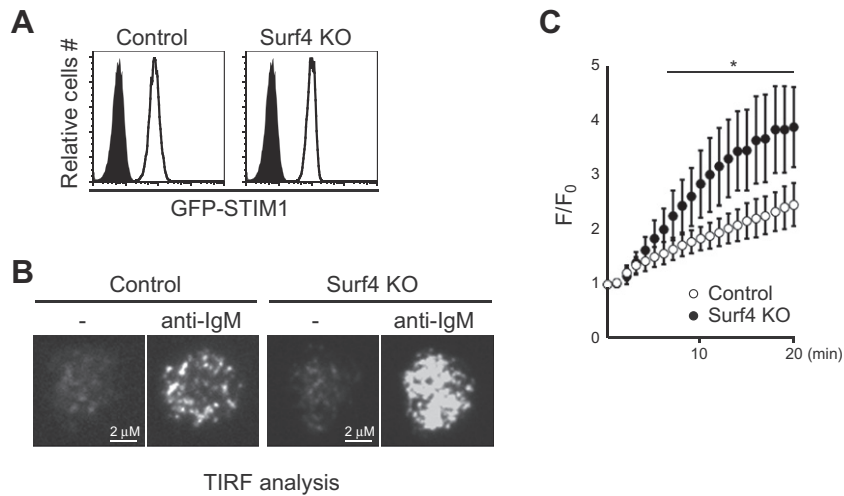 A
Control
Surf4 KO
Relative cells #
GFP-STIM1
B
Control
Surf4 KO
-
anti-IgM
-
anti-IgM
2 μM
2 μM
TIRF analysis
C
*
5
4
3
2
1
0
F/F0
Control
Surf4 KO
10
20 (min)